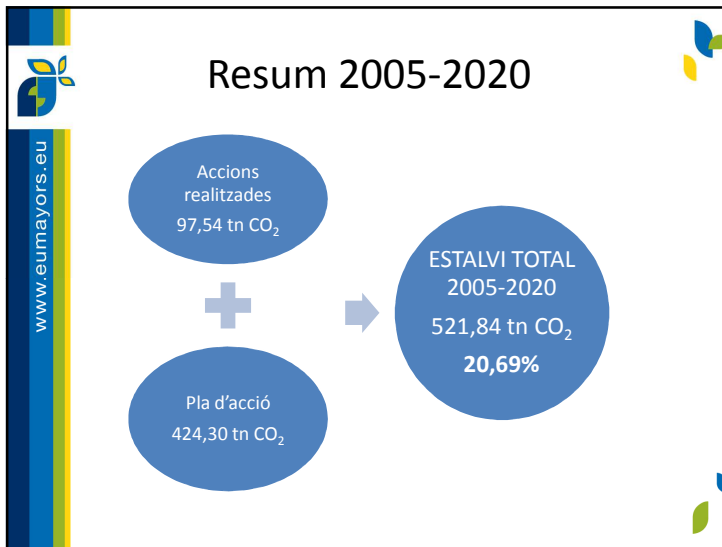 Resum 2005-2020
www.eumayors.eu
Accions
realitzades
97,54 tn CO₂
Pla d’acció
424,30 tn CO₂
ESTALVI TOTAL
2005-2020
521,84 tn CO₂
20,69%